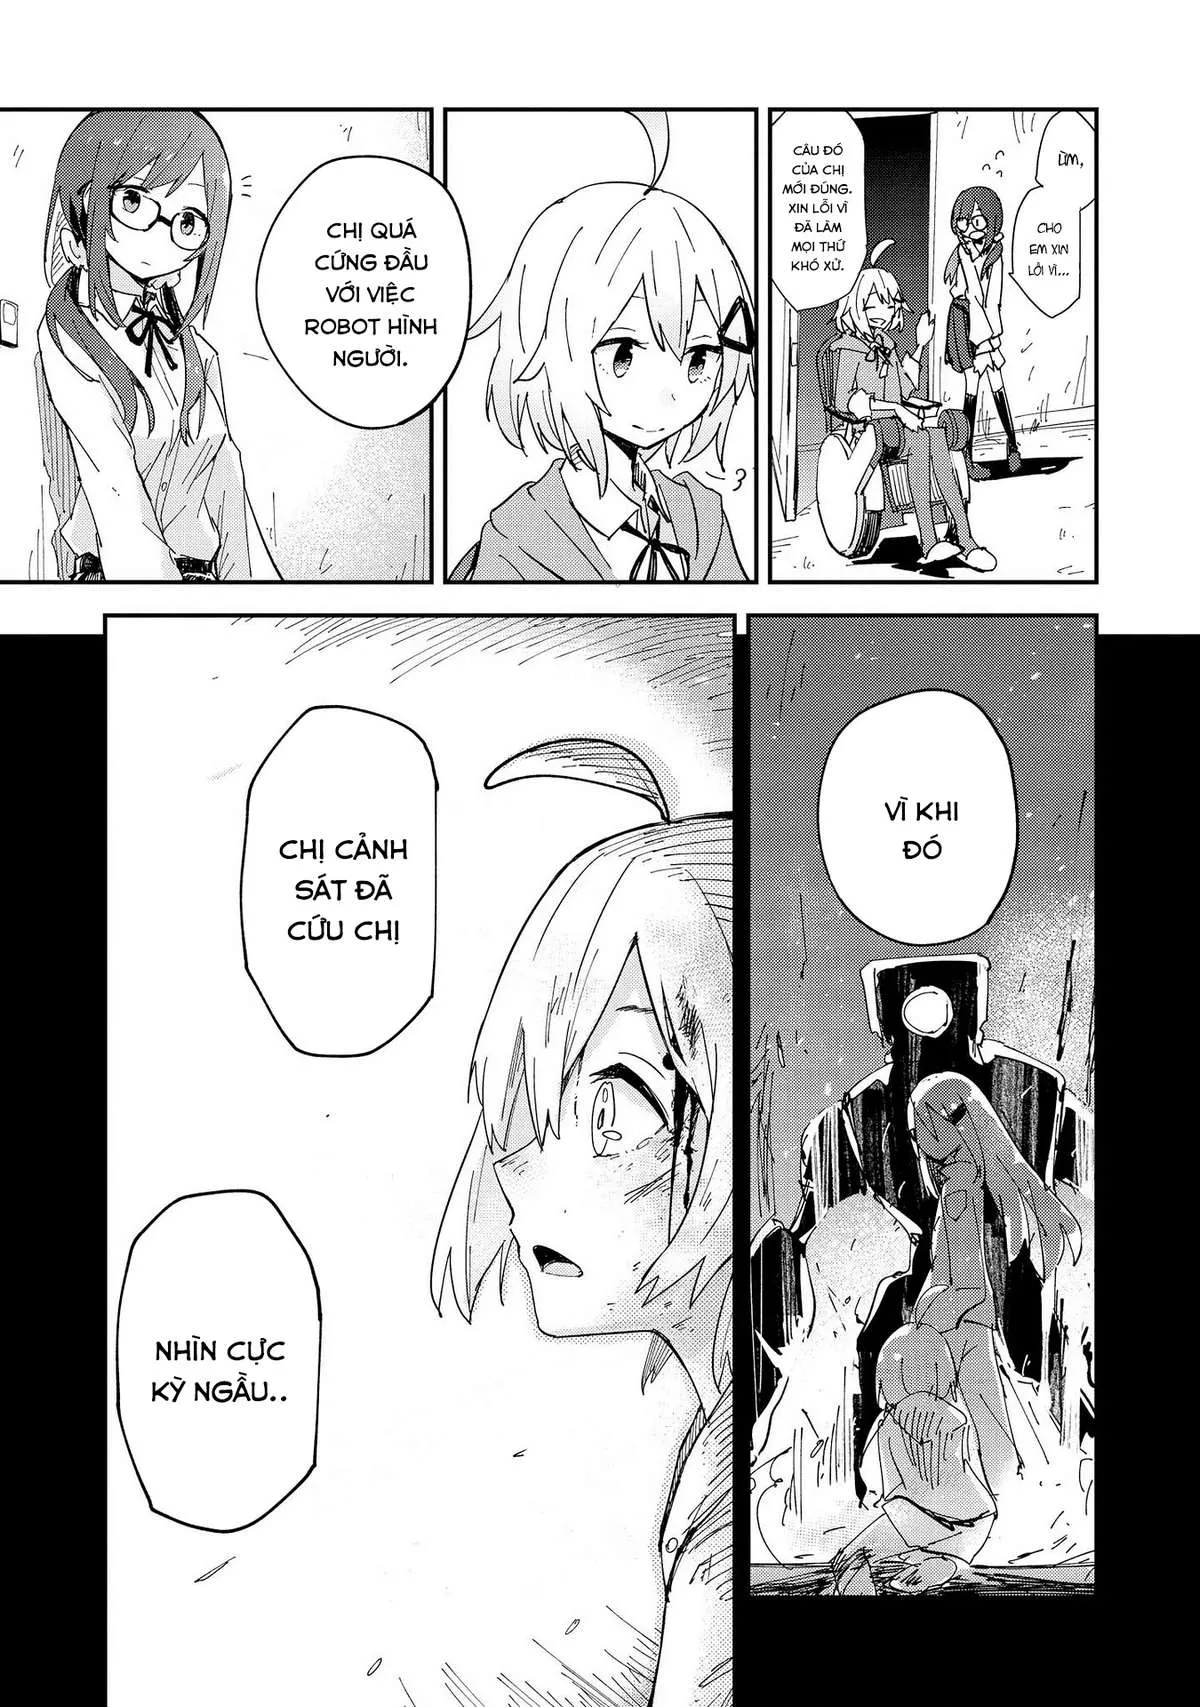 ỪM,
CHO
EM XIN
LỖI VÌ...
CÂU ĐÓ
CỦA CHỊ
MỚI ĐÚNG.
XIN LỖI VÌ
ĐÃ LÀM
MỌI THỨ
KHÓ XỬ.
CHỊ QUÁ
CỨNG ĐẦU
VỚI VIỆC
ROBOT HÌNH
NGƯỜI.
VÌ KHI
ĐÓ
CHỊ CẢNH
SÁT ĐÃ
CỨU CHỊ
NHÌN CỰC
KỲ NGẦU..